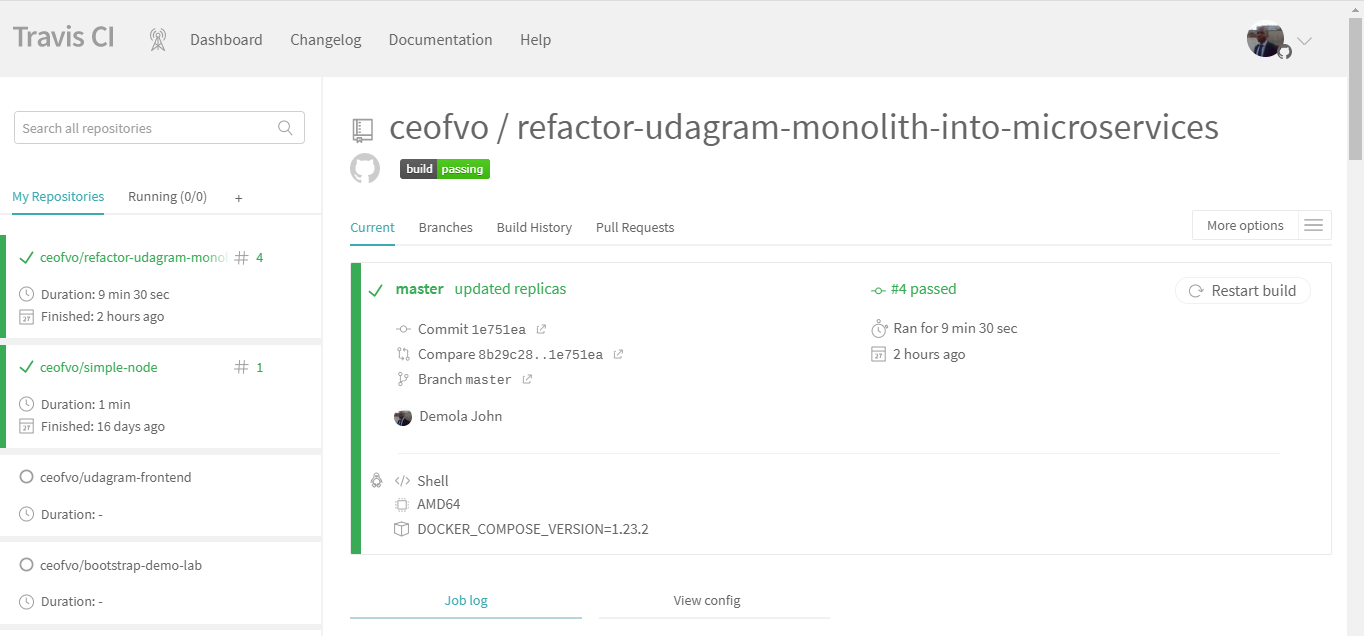 Travis CI
Dashboard Changelog Documentation Help
Search all repositories
My Repositories Running (0/0) +
ceofvo/refactor-udagram-monol # 4
Duration: 9 min 30 sec
Finished: 2 hours ago
ceofvo/simple-node # 1
Duration: 1 min
Finished: 16 days ago
ceofvo/udagram-frontend
Duration: -
ceofvo/bootstrap-demo-lab
Duration: -
ceofvo / refactor-udagram-monolith-into-microservices
build passing
Current Branches Build History Pull Requests
More options
master updated replicas
#4 passed
Restart build
Commit 1e751ea
Ran for 9 min 30 sec
Compare 8b29c28..1e751ea
2 hours ago
Branch master
Demola John
</> Shell
AMD64
DOCKER_COMPOSE_VERSION=1.23.2
Job log View config